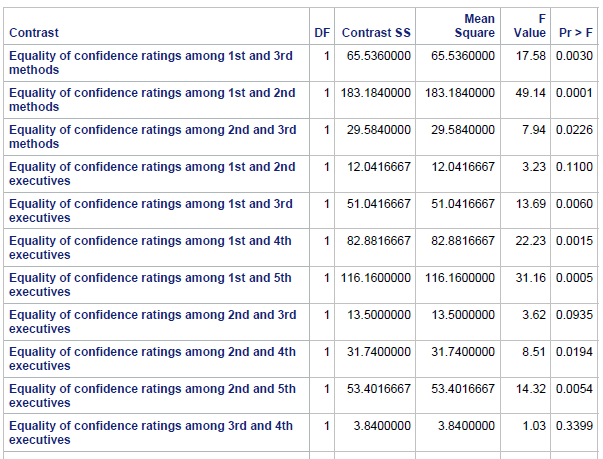 Contrast DF Contrast SS Mean Square F Value Pr > F
Equality of confidence ratings among 1st and 3rd methods 1 65.5360000 65.5360000 17.58 0.0030
Equality of confidence ratings among 1st and 2nd methods 1 183.1840000 183.1840000 49.14 0.0001
Equality of confidence ratings among 2nd and 3rd methods 1 29.5840000 29.5840000 7.94 0.0226
Equality of confidence ratings among 1st and 2nd executives 1 12.0416667 12.0416667 3.23 0.1100
Equality of confidence ratings among 1st and 3rd executives 1 51.0416667 51.0416667 13.69 0.0060
Equality of confidence ratings among 1st and 4th executives 1 82.8816667 82.8816667 22.23 0.0015
Equality of confidence ratings among 1st and 5th executives 1 116.1600000 116.1600000 31.16 0.0005
Equality of confidence ratings among 2nd and 3rd executives 1 13.5000000 13.5000000 3.62 0.0935
Equality of confidence ratings among 2nd and 4th executives 1 31.7400000 31.7400000 8.51 0.0194
Equality of confidence ratings among 2nd and 5th executives 1 53.4016667 53.4016667 14.32 0.0054
Equality of confidence ratings among 3rd and 4th executives 1 3.8400000 3.8400000 1.03 0.3399